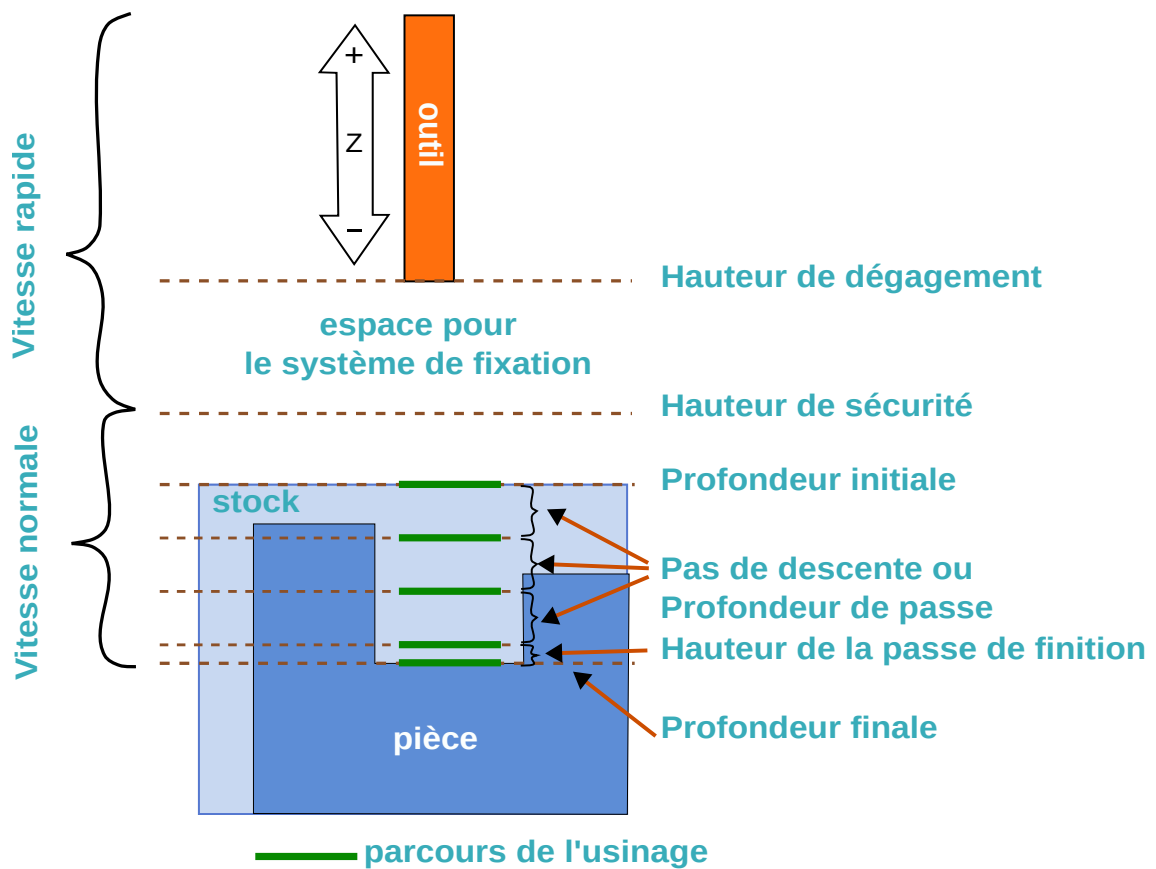 +
Z
–
outil
Vitesse rapide
Hauteur de dégagement
espace pour
le système de fixation
Hauteur de sécurité
Vitesse normale
Profondeur initiale
stock
Pas de descente ou
Profondeur de passe
Hauteur de la passe de finition
Profondeur finale
pièce
parcours de l'usinage